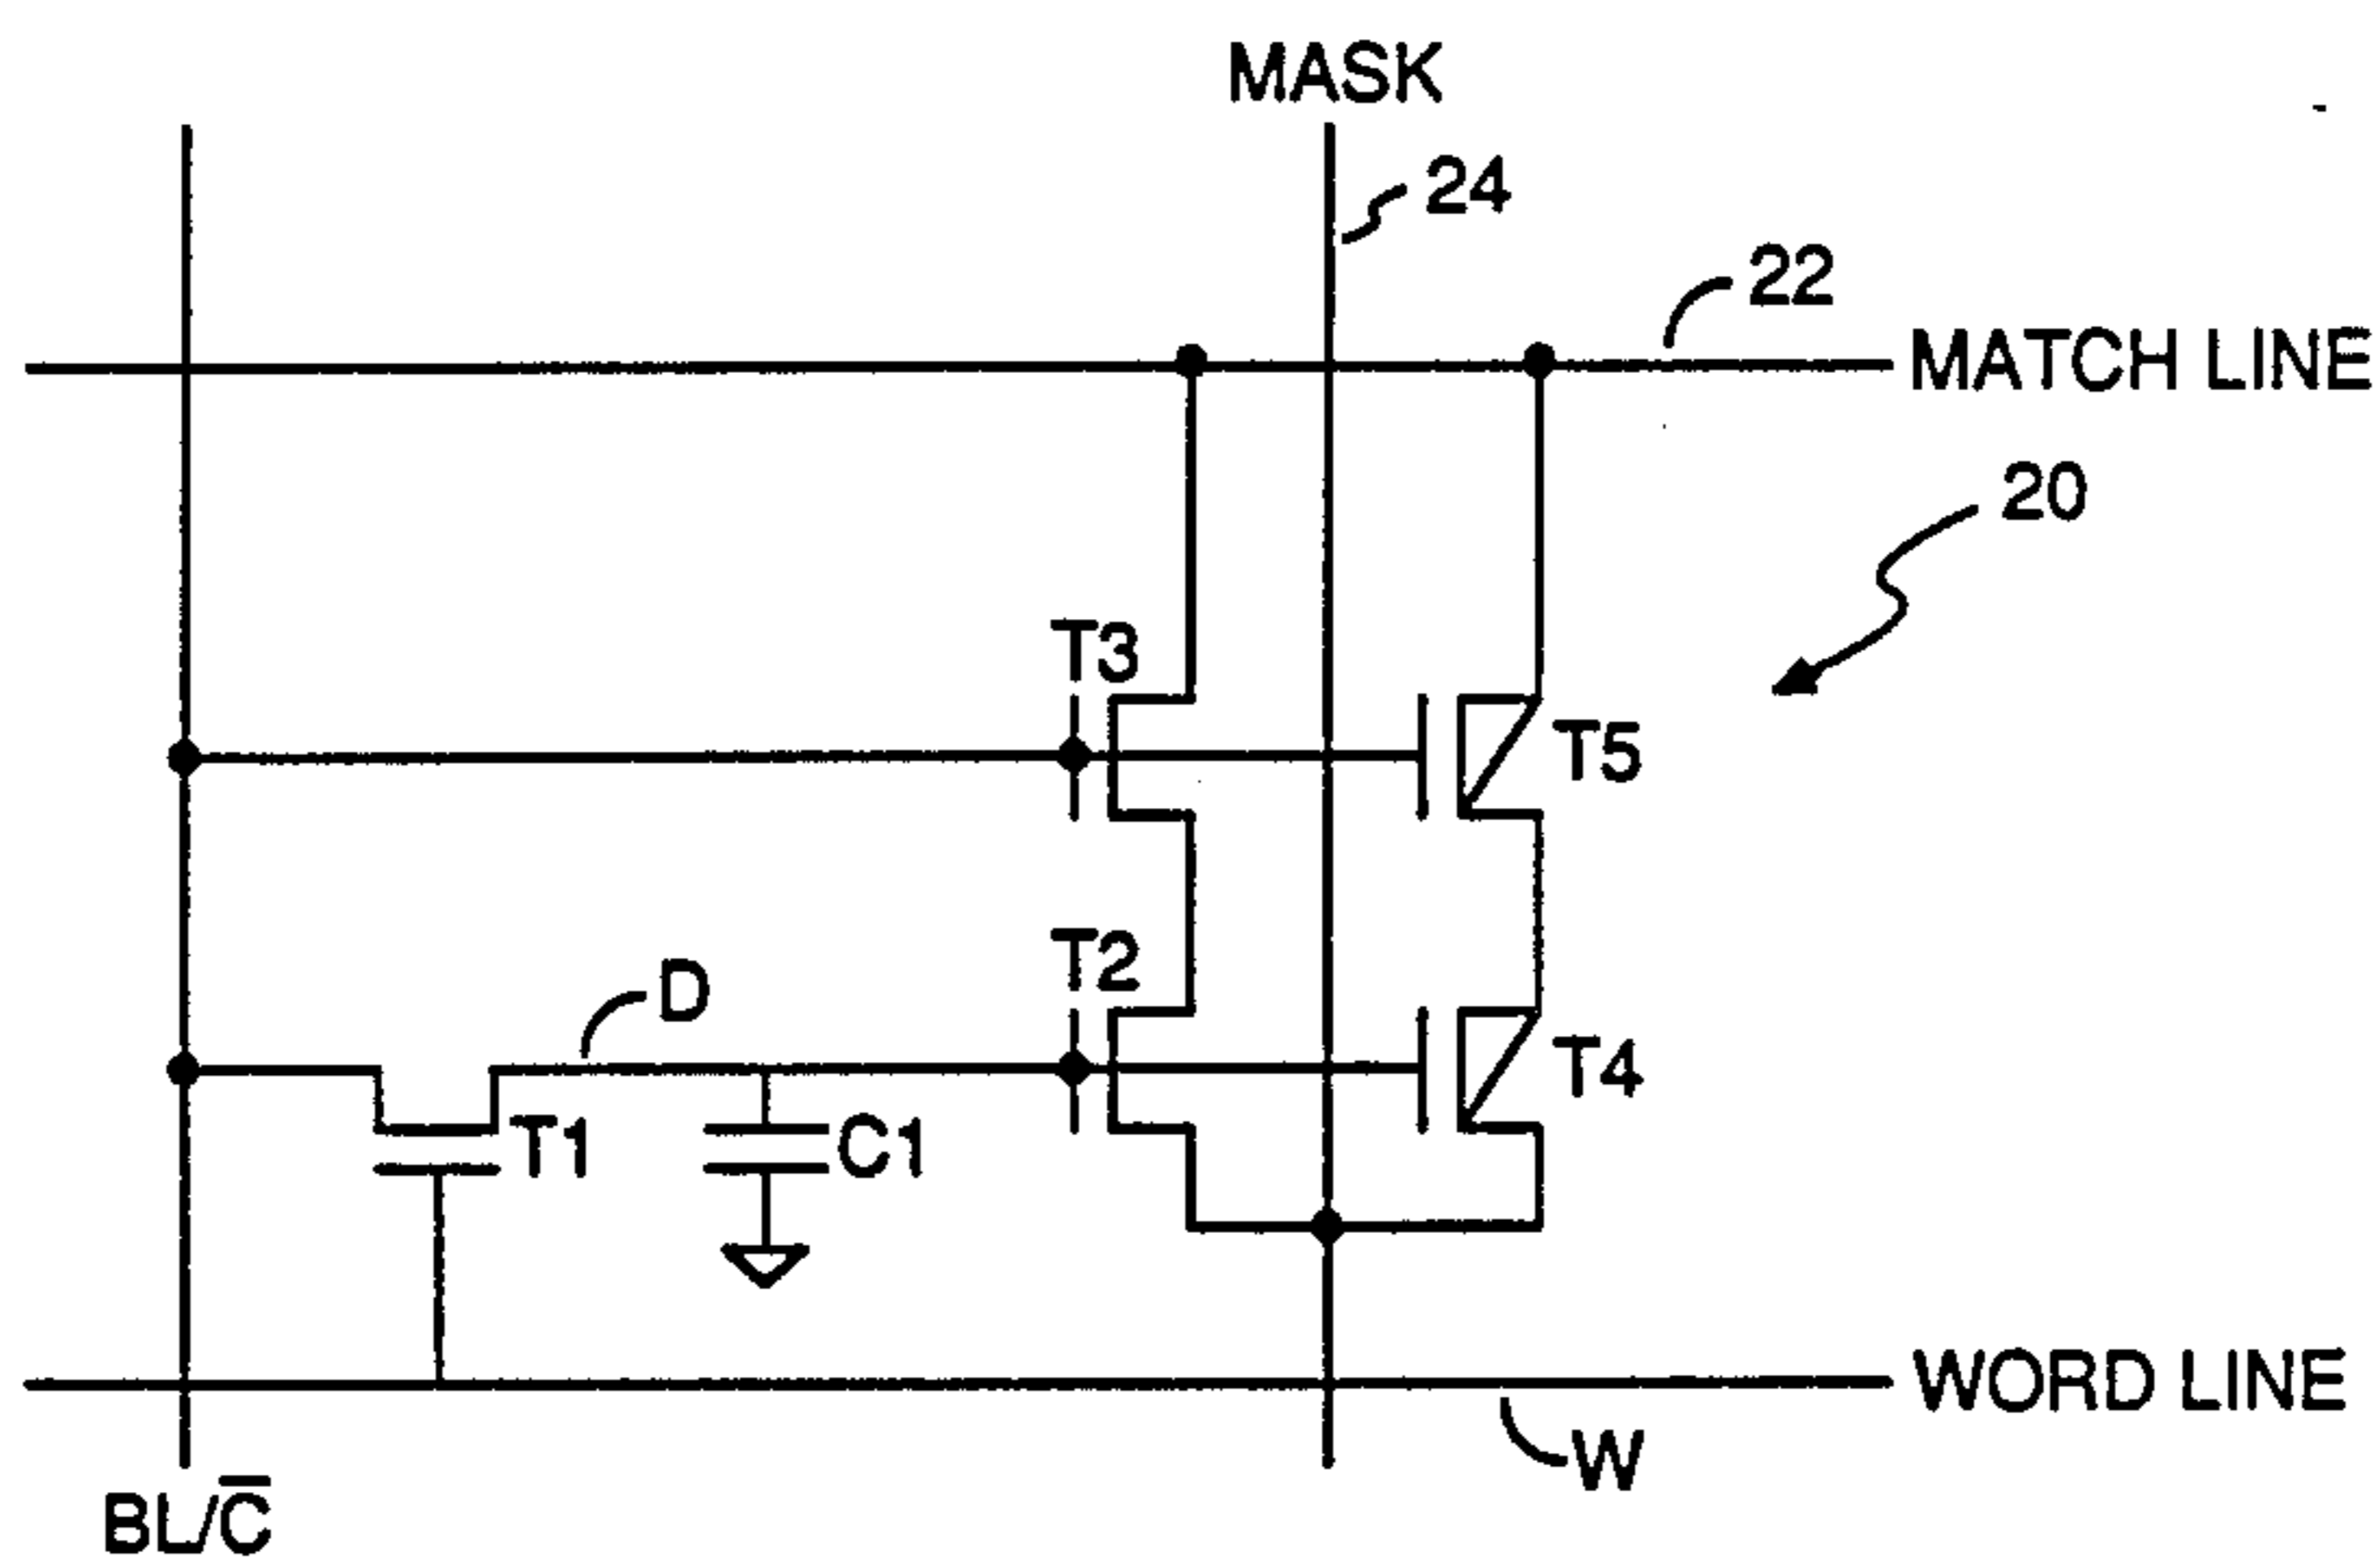 MASK
24
22
MATCH LINE
20
T3
T5
T2
D
T4
T1
C1
WORD LINE
W
BL/C̅